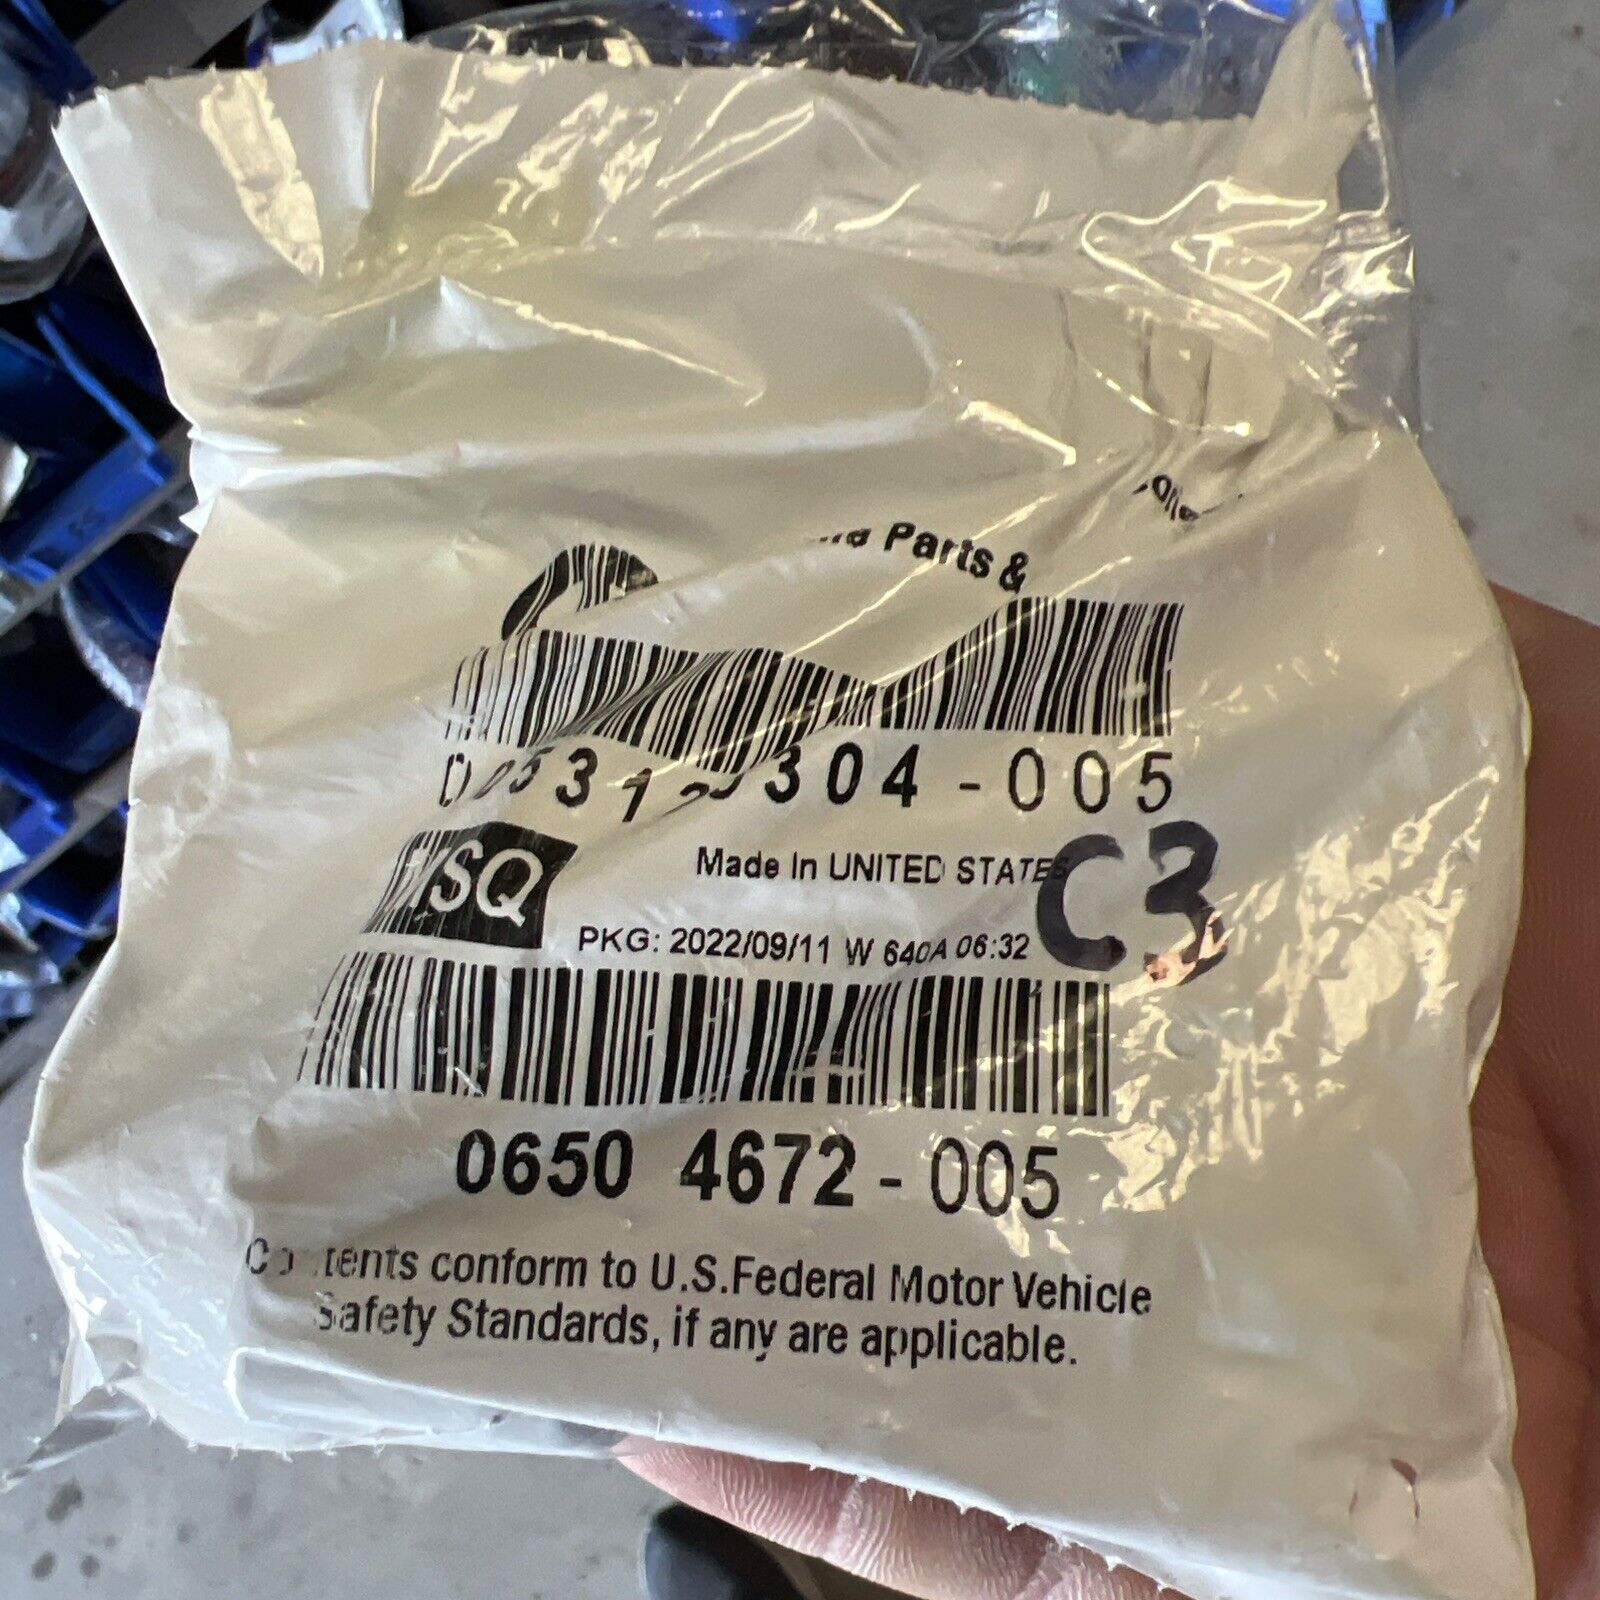 Parts &
304-005
SQ
Made In UNITED STATES
C3
PKG: 2022/09/11 W 640A 06:32
0650 4672-005
Contents conform to U.S.Federal Motor Vehicle
Safety Standards, if any are applicable.